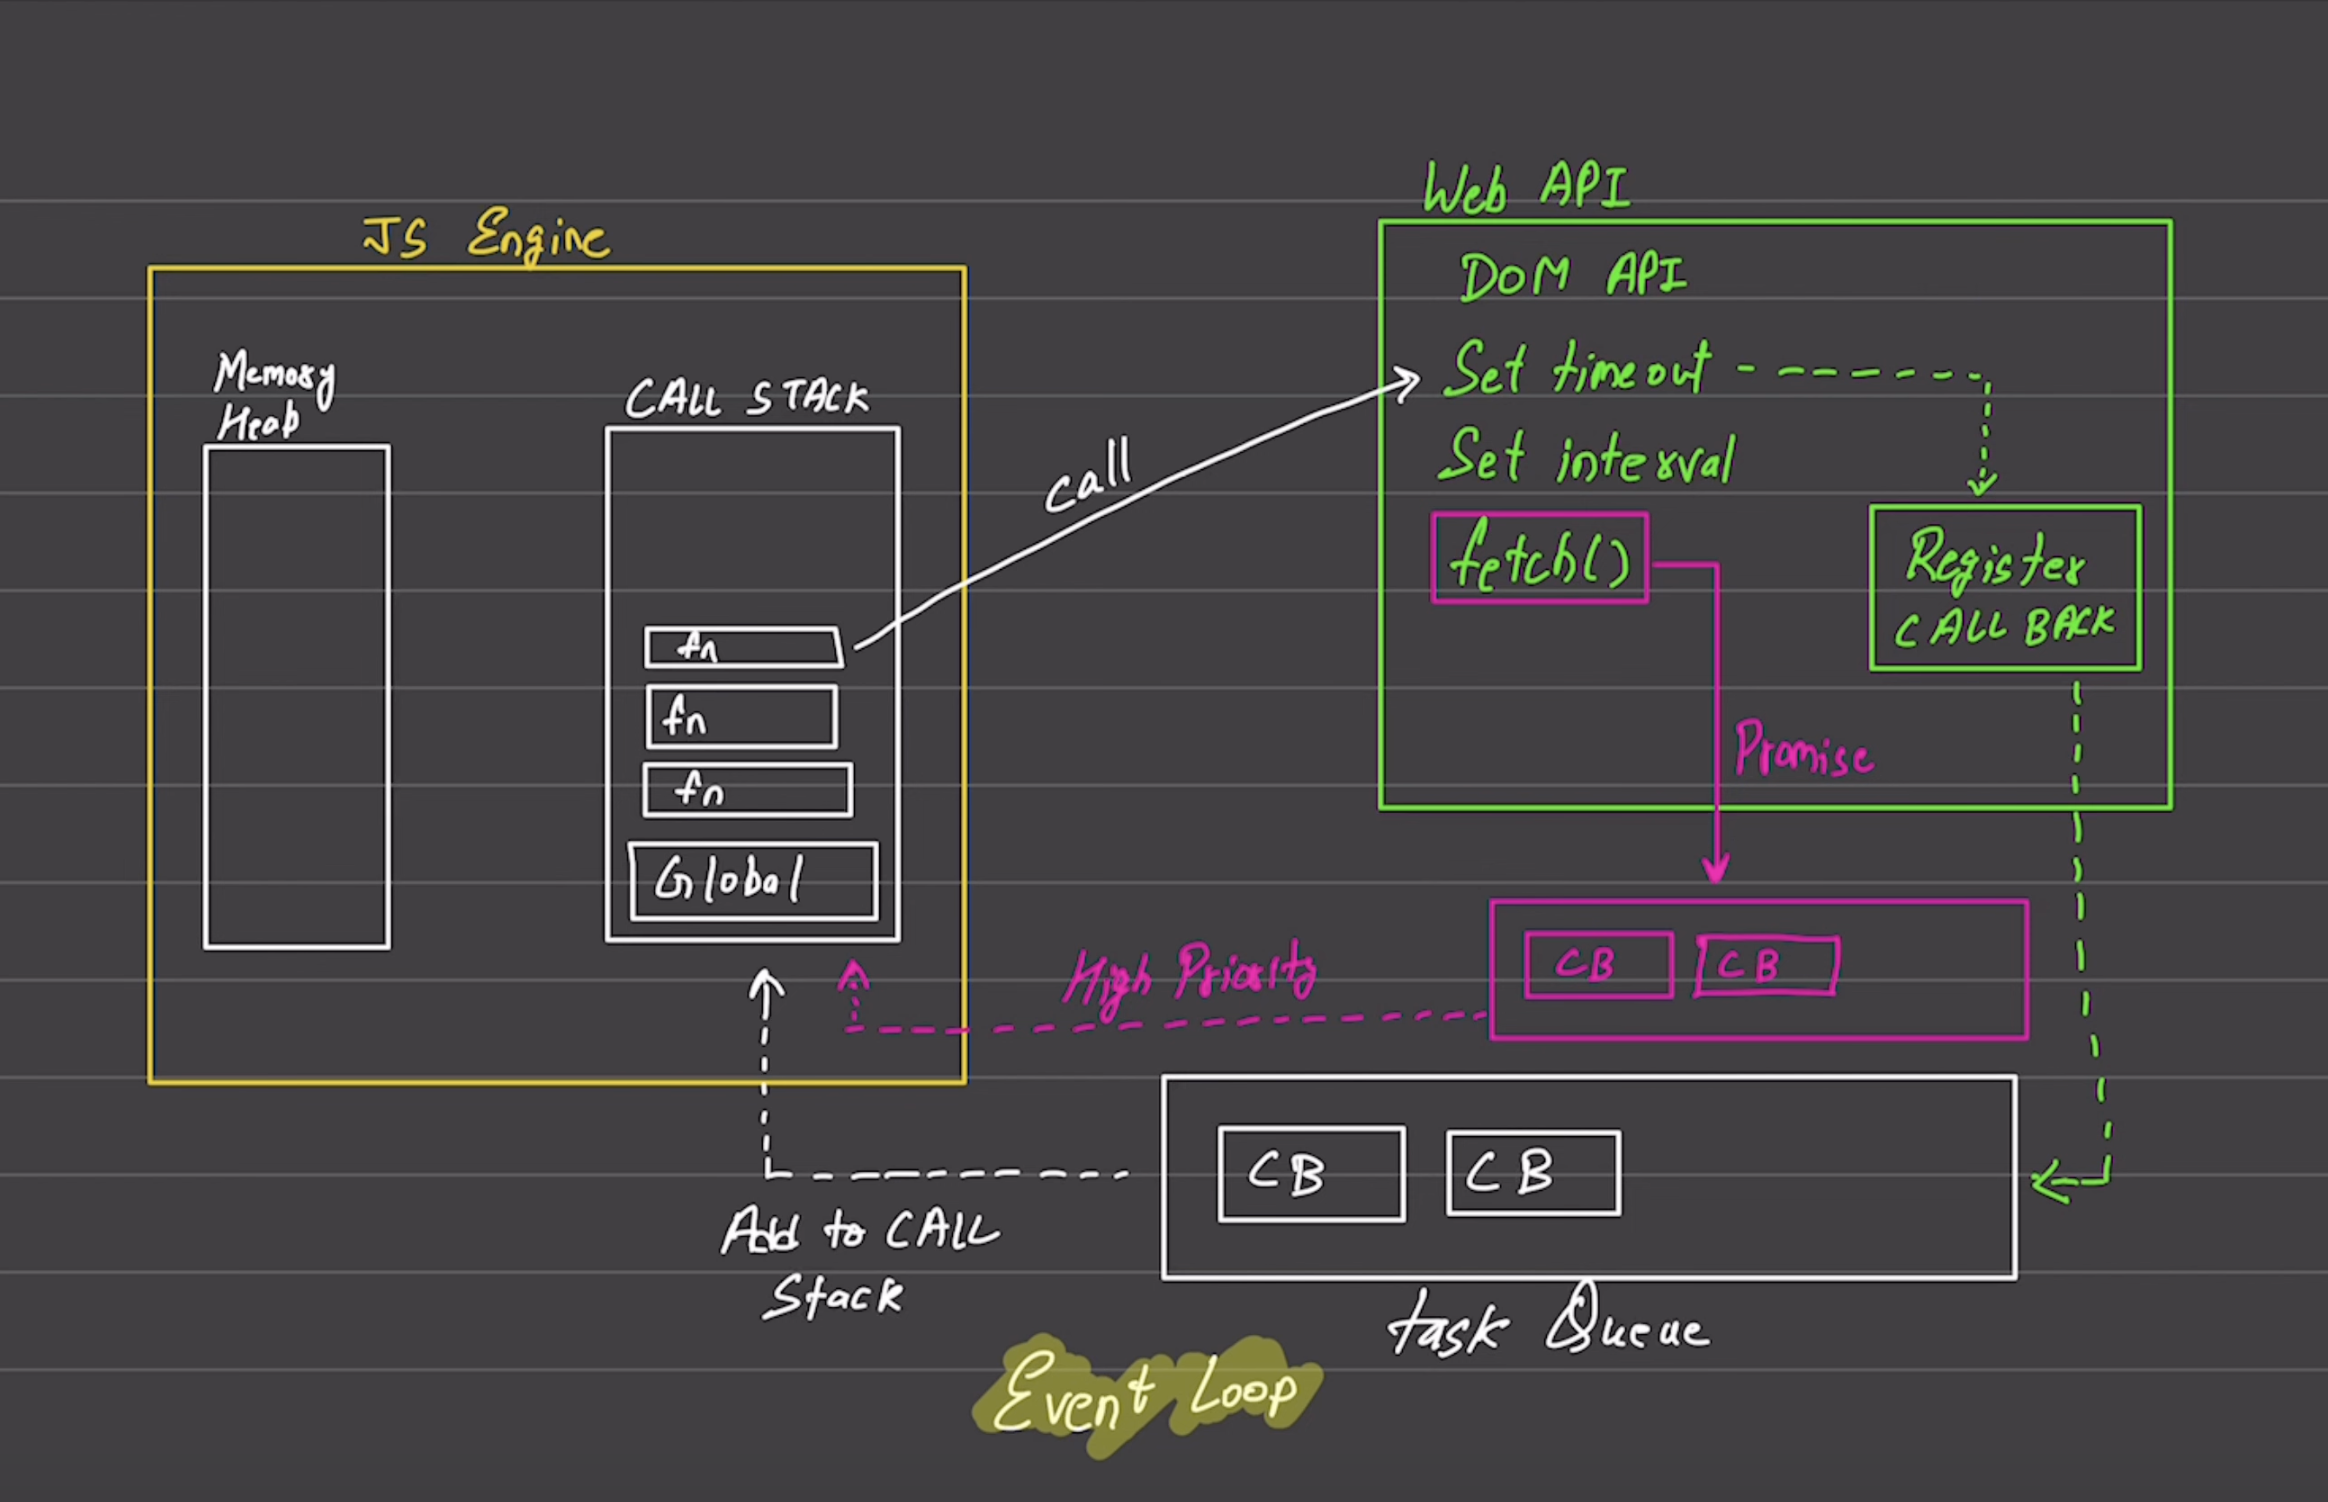 JS Engine
Memory
Heap
CALL STACK
fn
fn
fn
Global
call
Web API
DOM API
Set timeout
Set interval
fetch()
Register
CALL BACK
Promise
High Priority
CB CB
CB CB
Add to CALL
Stack
task Queue
Event Loop